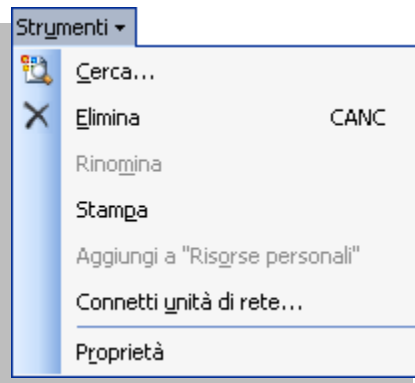 Strumenti
Cerca...
Elimina CANC
Rinomina
Stampa
Aggiungi a "Risorse personali"
Connetti unità di rete...
Proprietà